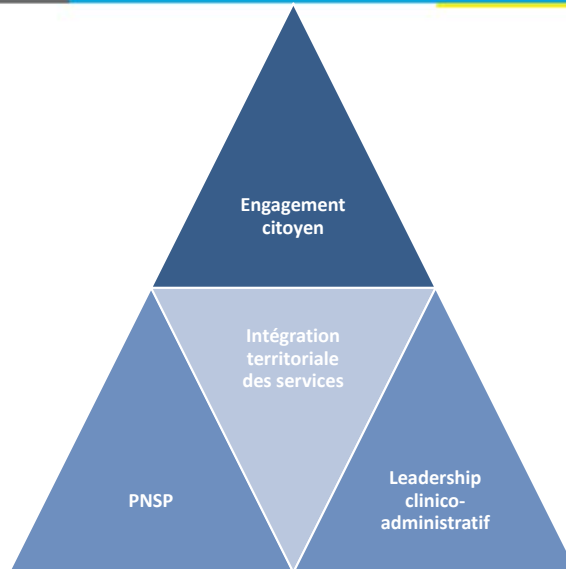 Engagement
citoyen
Intégration
territoriale
des services
PNSP
Leadership
clinico-
administratif